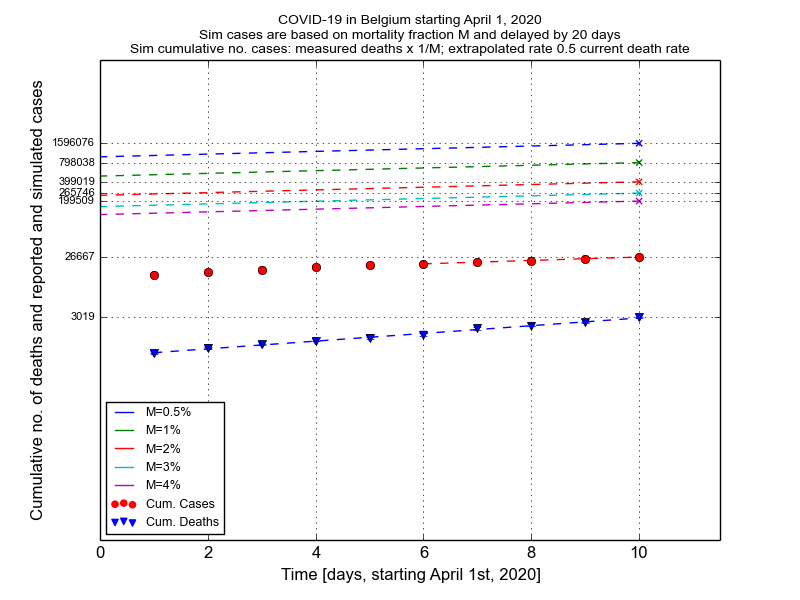 COVID-19 in Belgium starting April 1, 2020
Sim cases are based on mortality fraction M and delayed by 20 days
Sim cumulative no. cases: measured deaths x 1/M; extrapolated rate 0.5 current death rate
Cumulative no. of deaths and reported and simulated cases
1596076
798038
399019
265746
199509
26667
3019
M=0.5%
M=1%
M=2%
M=3%
M=4%
Cum. Cases
Cum. Deaths
0 2 4 6 8 10
Time [days, starting April 1st, 2020]